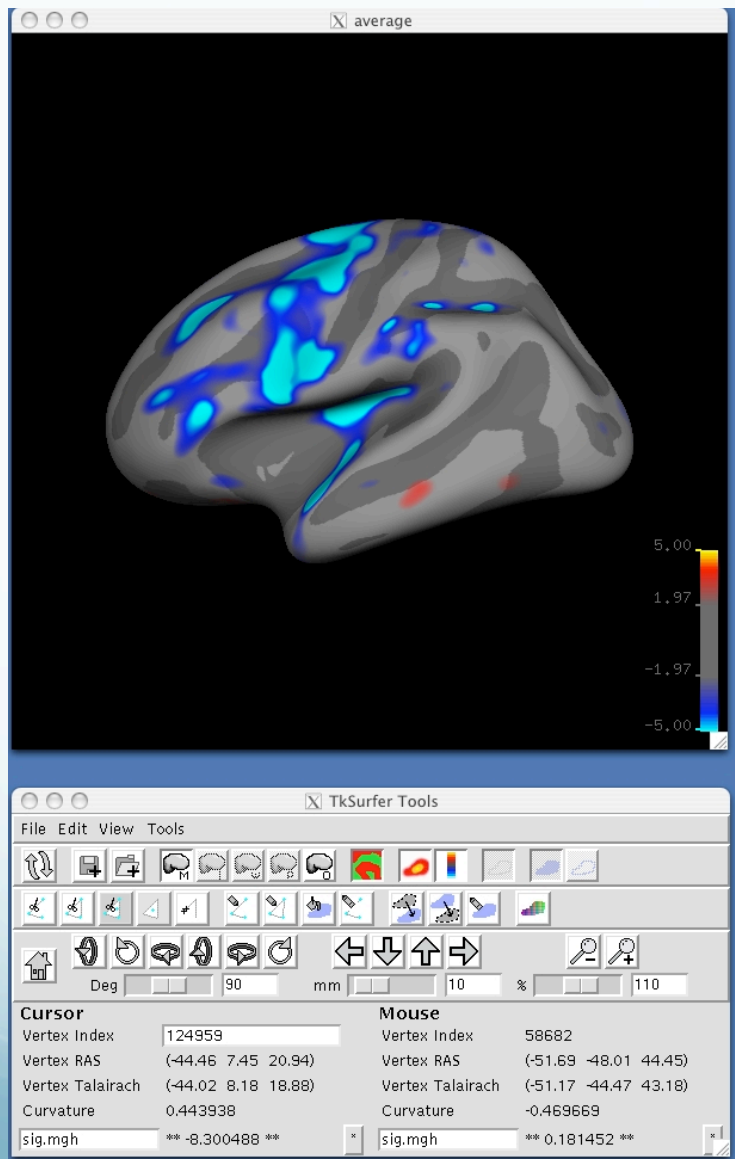 average
5.00
1.97
-1.97
-5.00
TkSurfer Tools
File Edit View Tools
M I W P O
Deg 90 mm 10 % 110
Cursor Mouse
Vertex Index 124959 Vertex Index 58682
Vertex RAS (-44.46 7.45 20.94) Vertex RAS (-51.69 -48.01 44.45)
Vertex Talairach (-44.02 8.18 18.88) Vertex Talairach (-51.17 -44.47 43.18)
Curvature 0.443938 Curvature -0.469669
sig.mgh ** -8.300488 ** * sig.mgh ** 0.181452 ** *